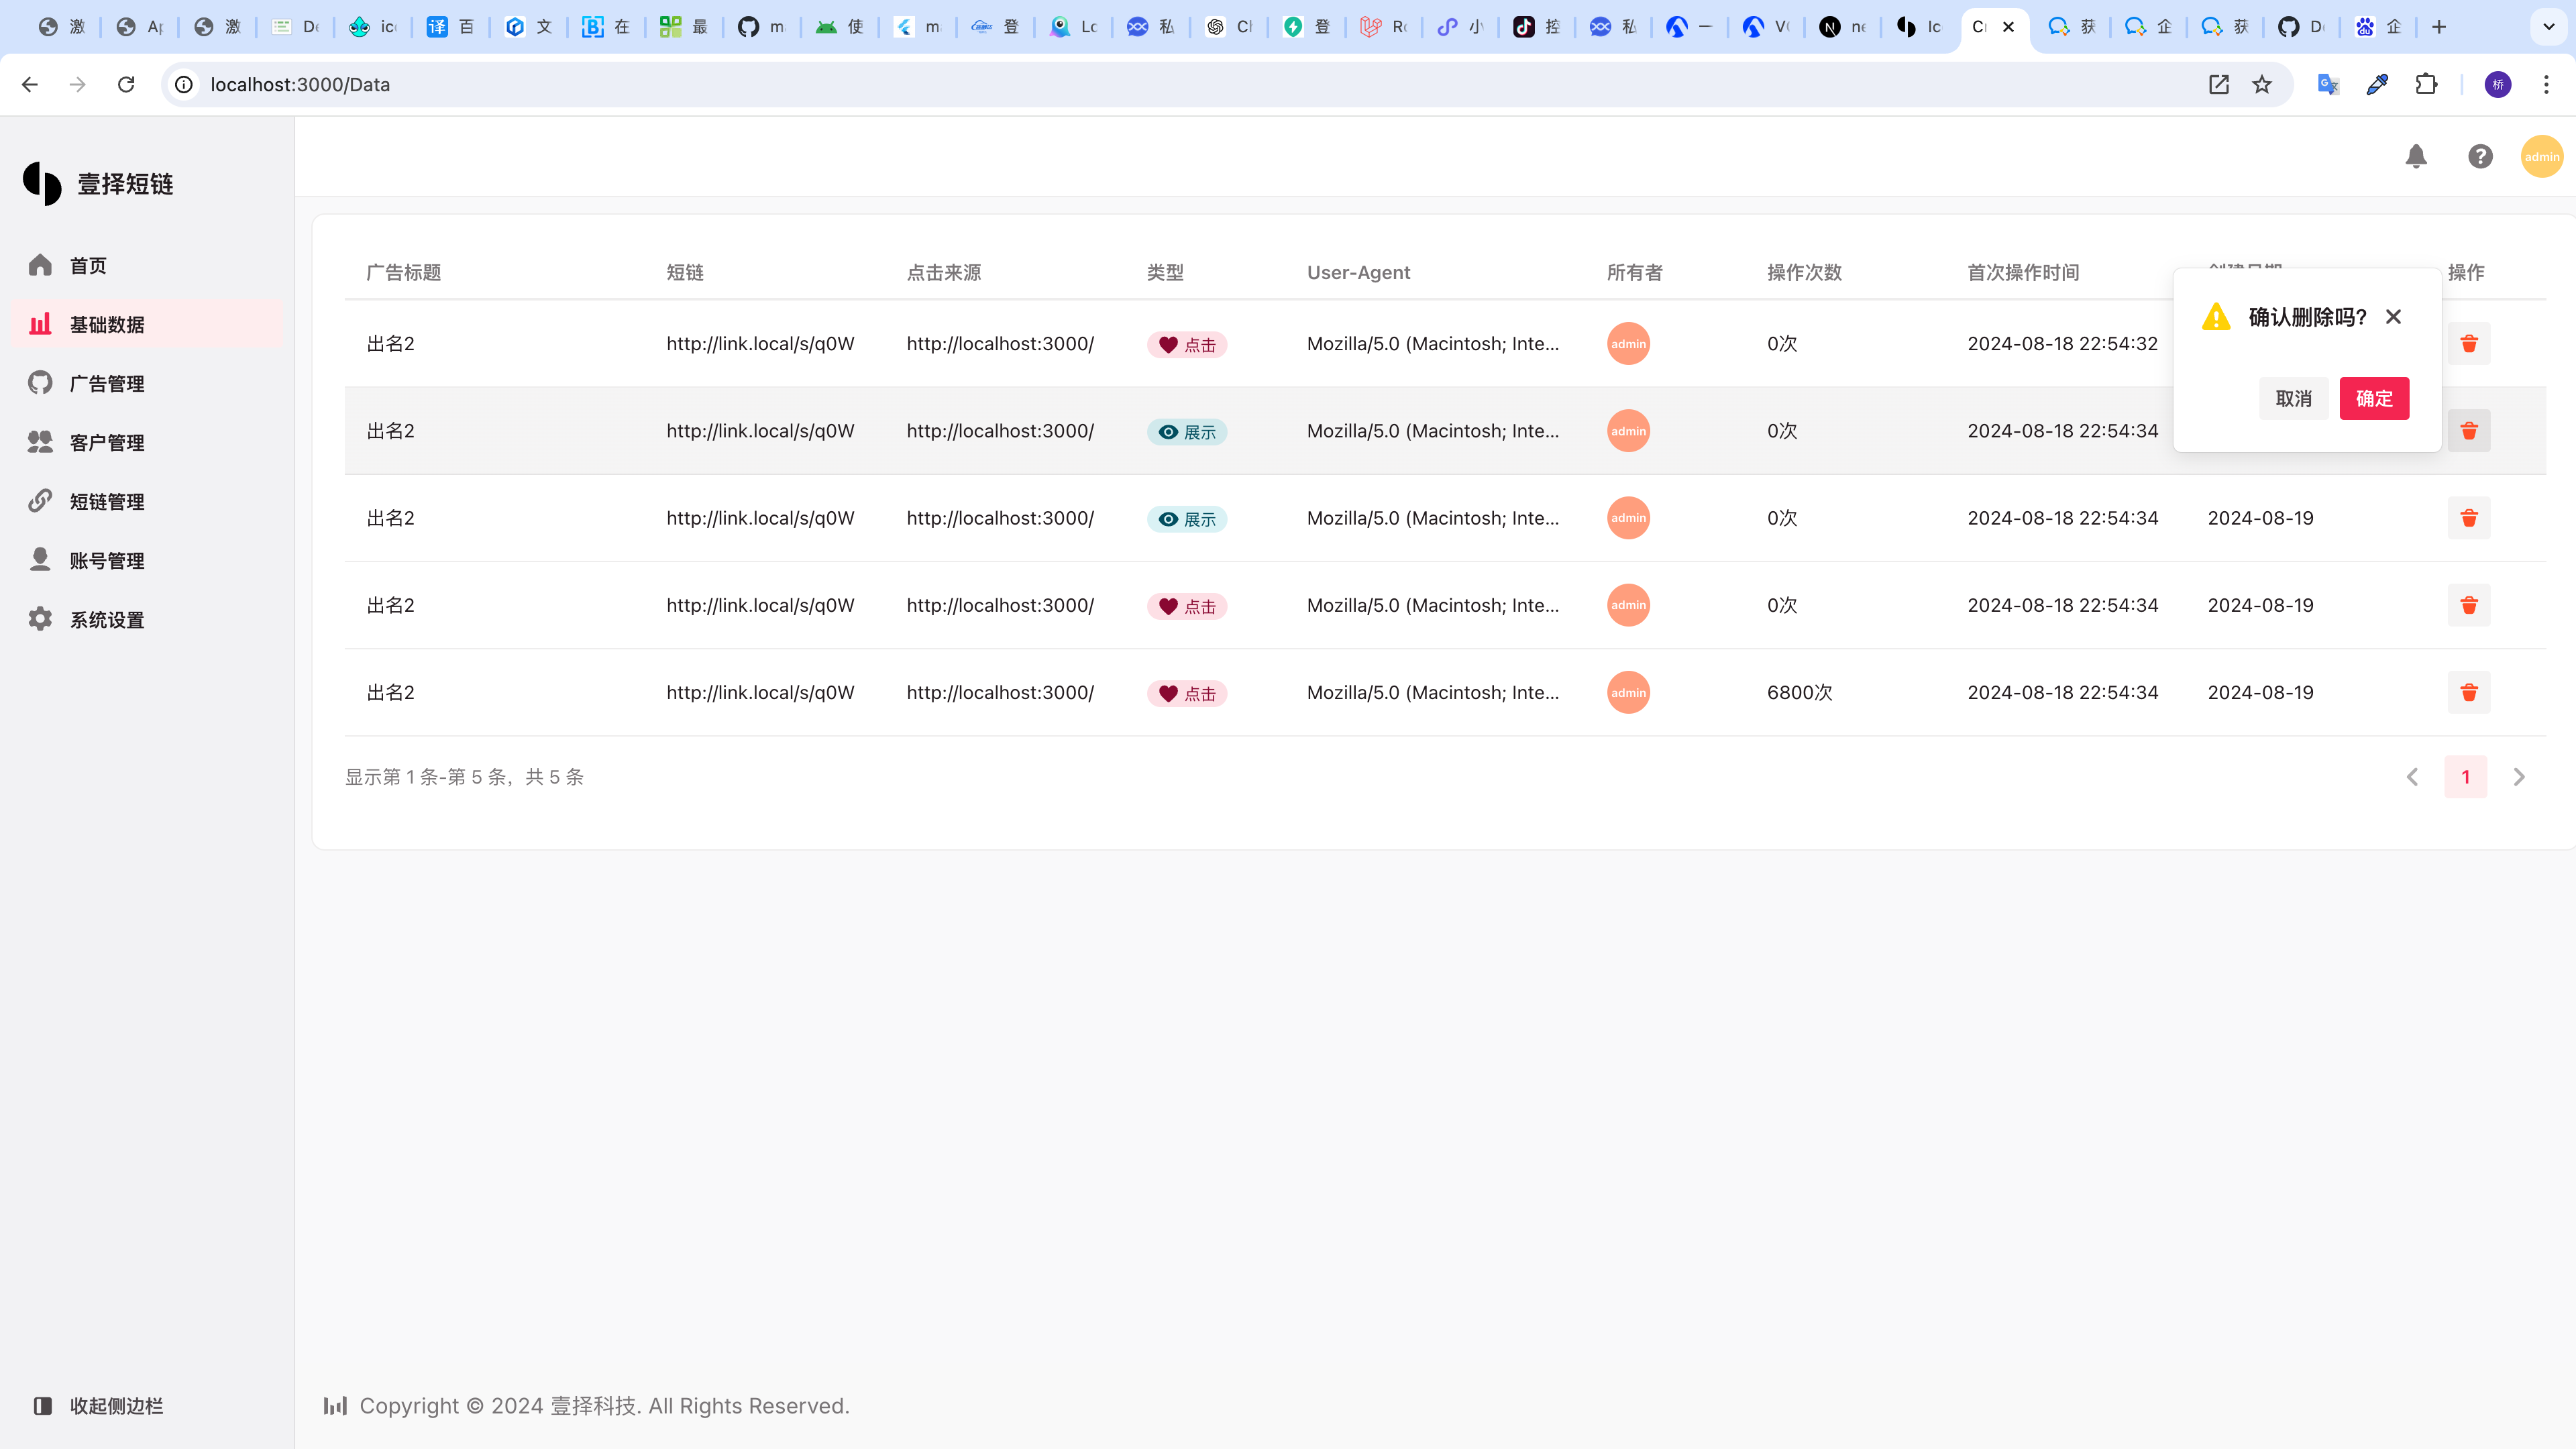 激 Ap 激 De ico 译 百 文 在 最 ma 使 ma 登 Lo 私 Ch 登 Ro 小 控 私 一 V ne Ic Cr 获 企 获 De 企
localhost:3000/Data
桥
壹择短链
admin
首页
基础数据
广告管理
客户管理
短链管理
账号管理
系统设置
收起侧边栏
广告标题 短链 点击来源 类型 User-Agent 所有者 操作次数 首次操作时间 创建日期 操作
出名2 http://link.local/s/q0W http://localhost:3000/ 点击 Mozilla/5.0 (Macintosh; Inte... admin 0次 2024-08-18 22:54:32
出名2 http://link.local/s/q0W http://localhost:3000/ 展示 Mozilla/5.0 (Macintosh; Inte... admin 0次 2024-08-18 22:54:34
确认删除吗?
取消 确定
出名2 http://link.local/s/q0W http://localhost:3000/ 展示 Mozilla/5.0 (Macintosh; Inte... admin 0次 2024-08-18 22:54:34 2024-08-19
出名2 http://link.local/s/q0W http://localhost:3000/ 点击 Mozilla/5.0 (Macintosh; Inte... admin 0次 2024-08-18 22:54:34 2024-08-19
出名2 http://link.local/s/q0W http://localhost:3000/ 点击 Mozilla/5.0 (Macintosh; Inte... admin 6800次 2024-08-18 22:54:34 2024-08-19
显示第 1 条-第 5 条，共 5 条
1
Copyright © 2024 壹择科技. All Rights Reserved.